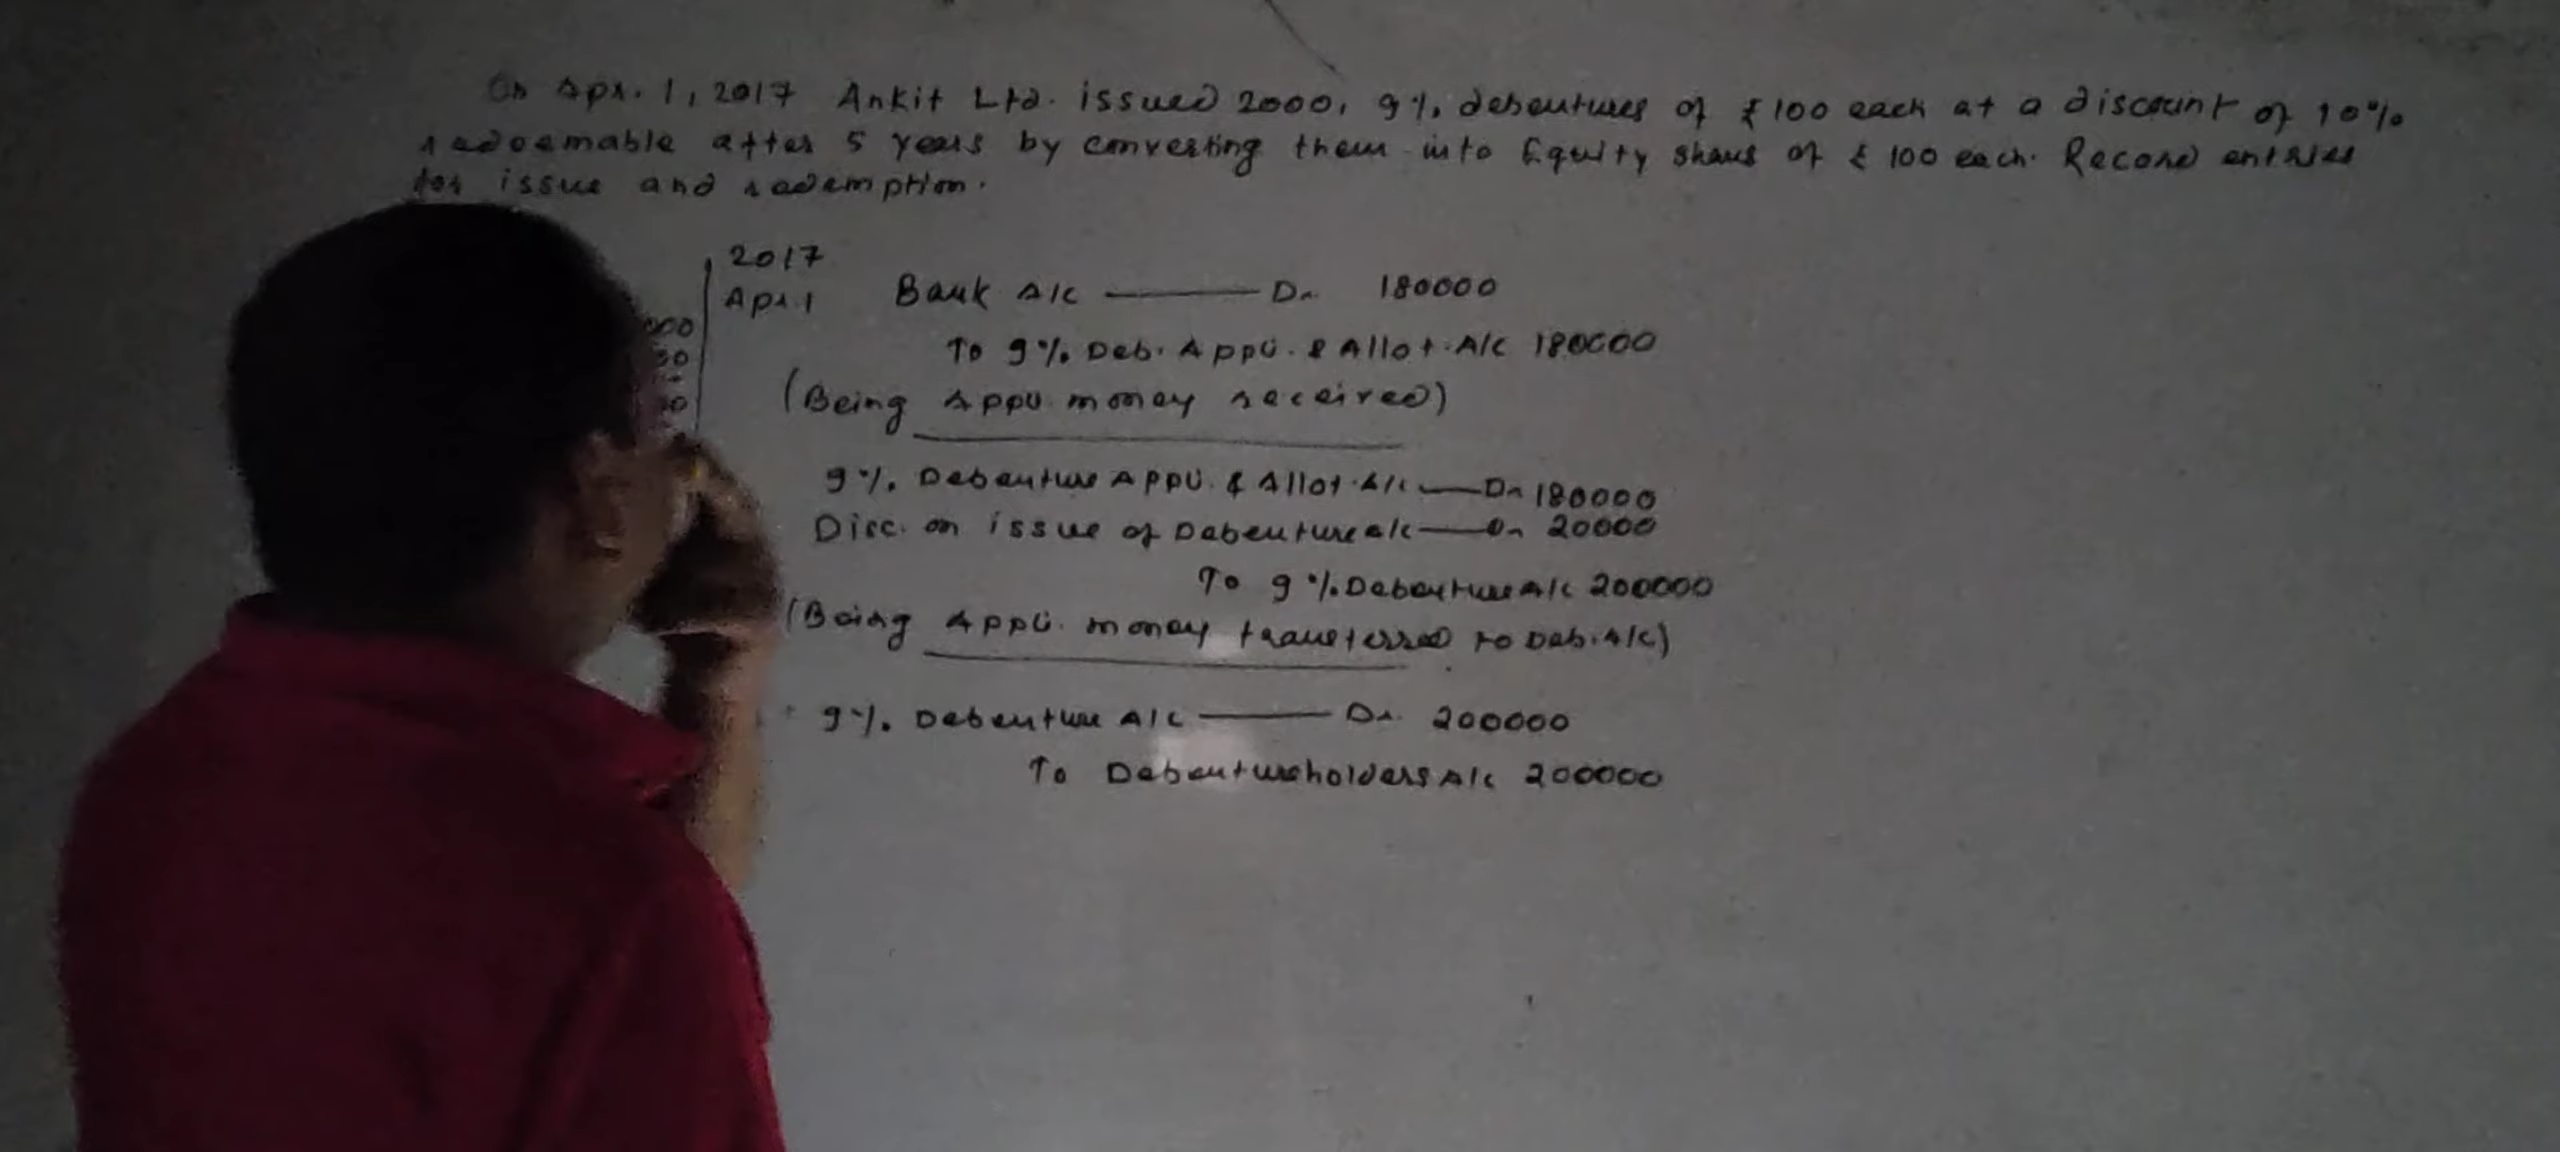 On Apr. 1, 2017 Ankit Ltd. issued 2000, 9% debentures of ₹100 each at a discount of 10%
redeemable after 5 years by converting them into Equity shares of ₹ 100 each. Record entries
for issue and redemption.
2017
Apr.1 Bank A/c Dr. 180000
To 9% Deb. Appli. & Allot. A/c 180000
(Being Appli. money received)
9% Debenture Appli. & Allot. A/c Dr 180000
Disc. on issue of Debenture a/c Dr 20000
To 9% Debenture A/c 200000
(Being Appli. money transferred to Deb. A/c)
9% Debenture A/c Dr. 200000
To Debentureholders A/c 200000